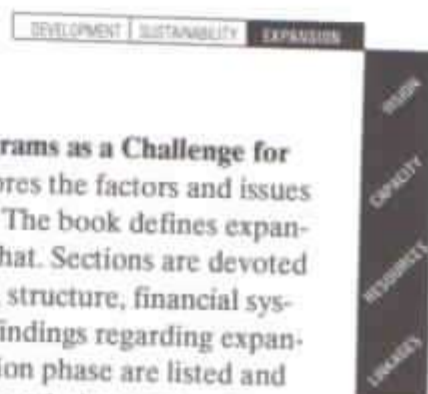 DEVELOPMENT SUSTAINABILITY EXPANSION
VISION
CAPACITY
RESOURCES
LINKAGES
rams as a Challenge for
ores the factors and issues
The book defines expan-
hat. Sections are devoted
structure, financial sys-
indings regarding expan-
ion phase are listed and